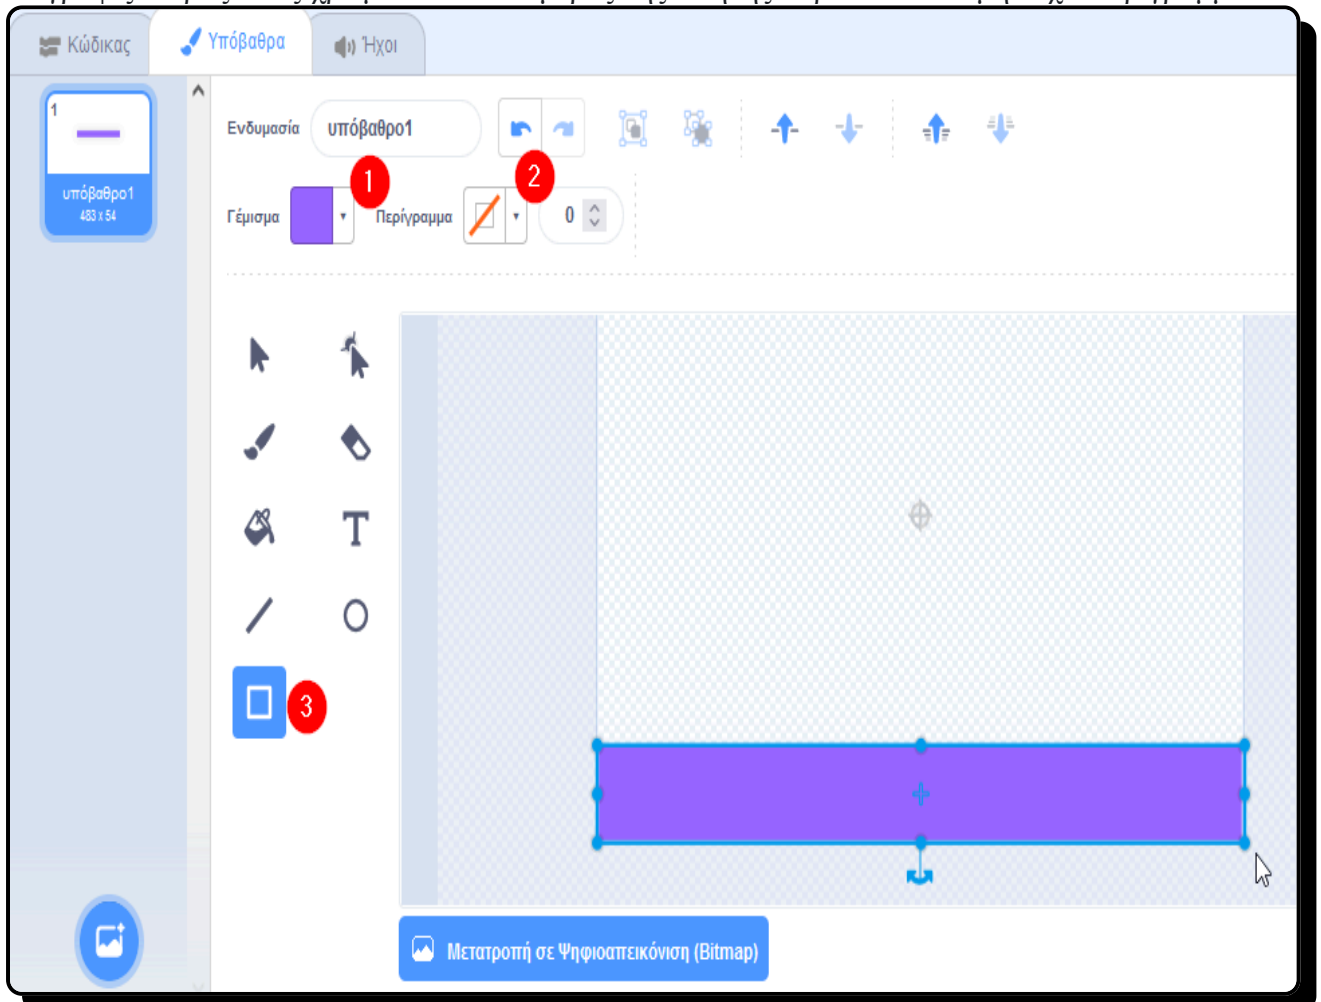 Κώδικας Υπόβαθρα Ήχοι
1
υπόβαθρο1
483 x 54
Ενδυμασία υπόβαθρο1
1 2
Γέμισμα Περίγραμμα 0
T
3
Μετατροπή σε Ψηφιοαπεικόνιση (Bitmap)